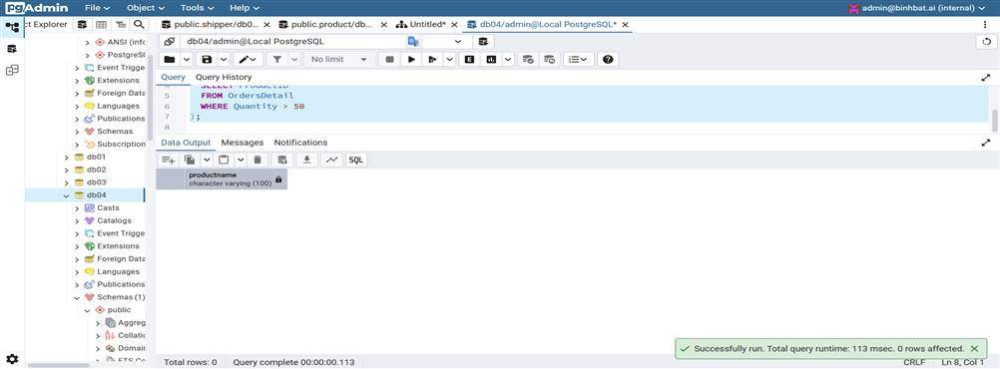 pgAdmin File Object Tools Help admin@binhbat.ai (internal)
ct Explorer public.shipper/db0... public.product/db... Untitled* db04/admin@Local PostgreSQL*
ANSI (info
PostgreSQ
Event Trigge
Extensions
Foreign Data
Languages
Publications
Schemas
Subscription
db01
db02
db03
db04
Casts
Catalogs
Event Trigge
Extensions
Foreign Data
Languages
Publications
Schemas (1)
public
Aggreg
Collatic
Domair
FTS Co
db04/admin@Local PostgreSQL
No limit
Query Query History
4 SELECT ProductID
5 FROM OrdersDetail
6 WHERE Quantity > 50
7 );
8
Data Output Messages Notifications
SQL
productname
character varying (100)
Successfully run. Total query runtime: 113 msec. 0 rows affected.
Total rows: 0 Query complete 00:00:00.113 CRLF Ln 8, Col 1